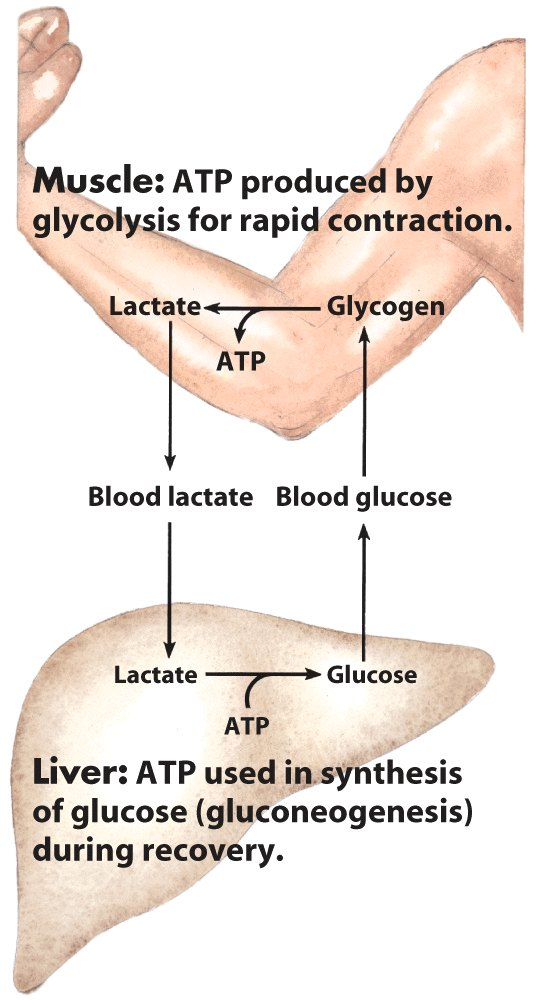 Muscle: ATP produced by
glycolysis for rapid contraction.
Lactate
Glycogen
ATP
Blood lactate
Blood glucose
Lactate
Glucose
ATP
Liver: ATP used in synthesis
of glucose (gluconeogenesis)
during recovery.